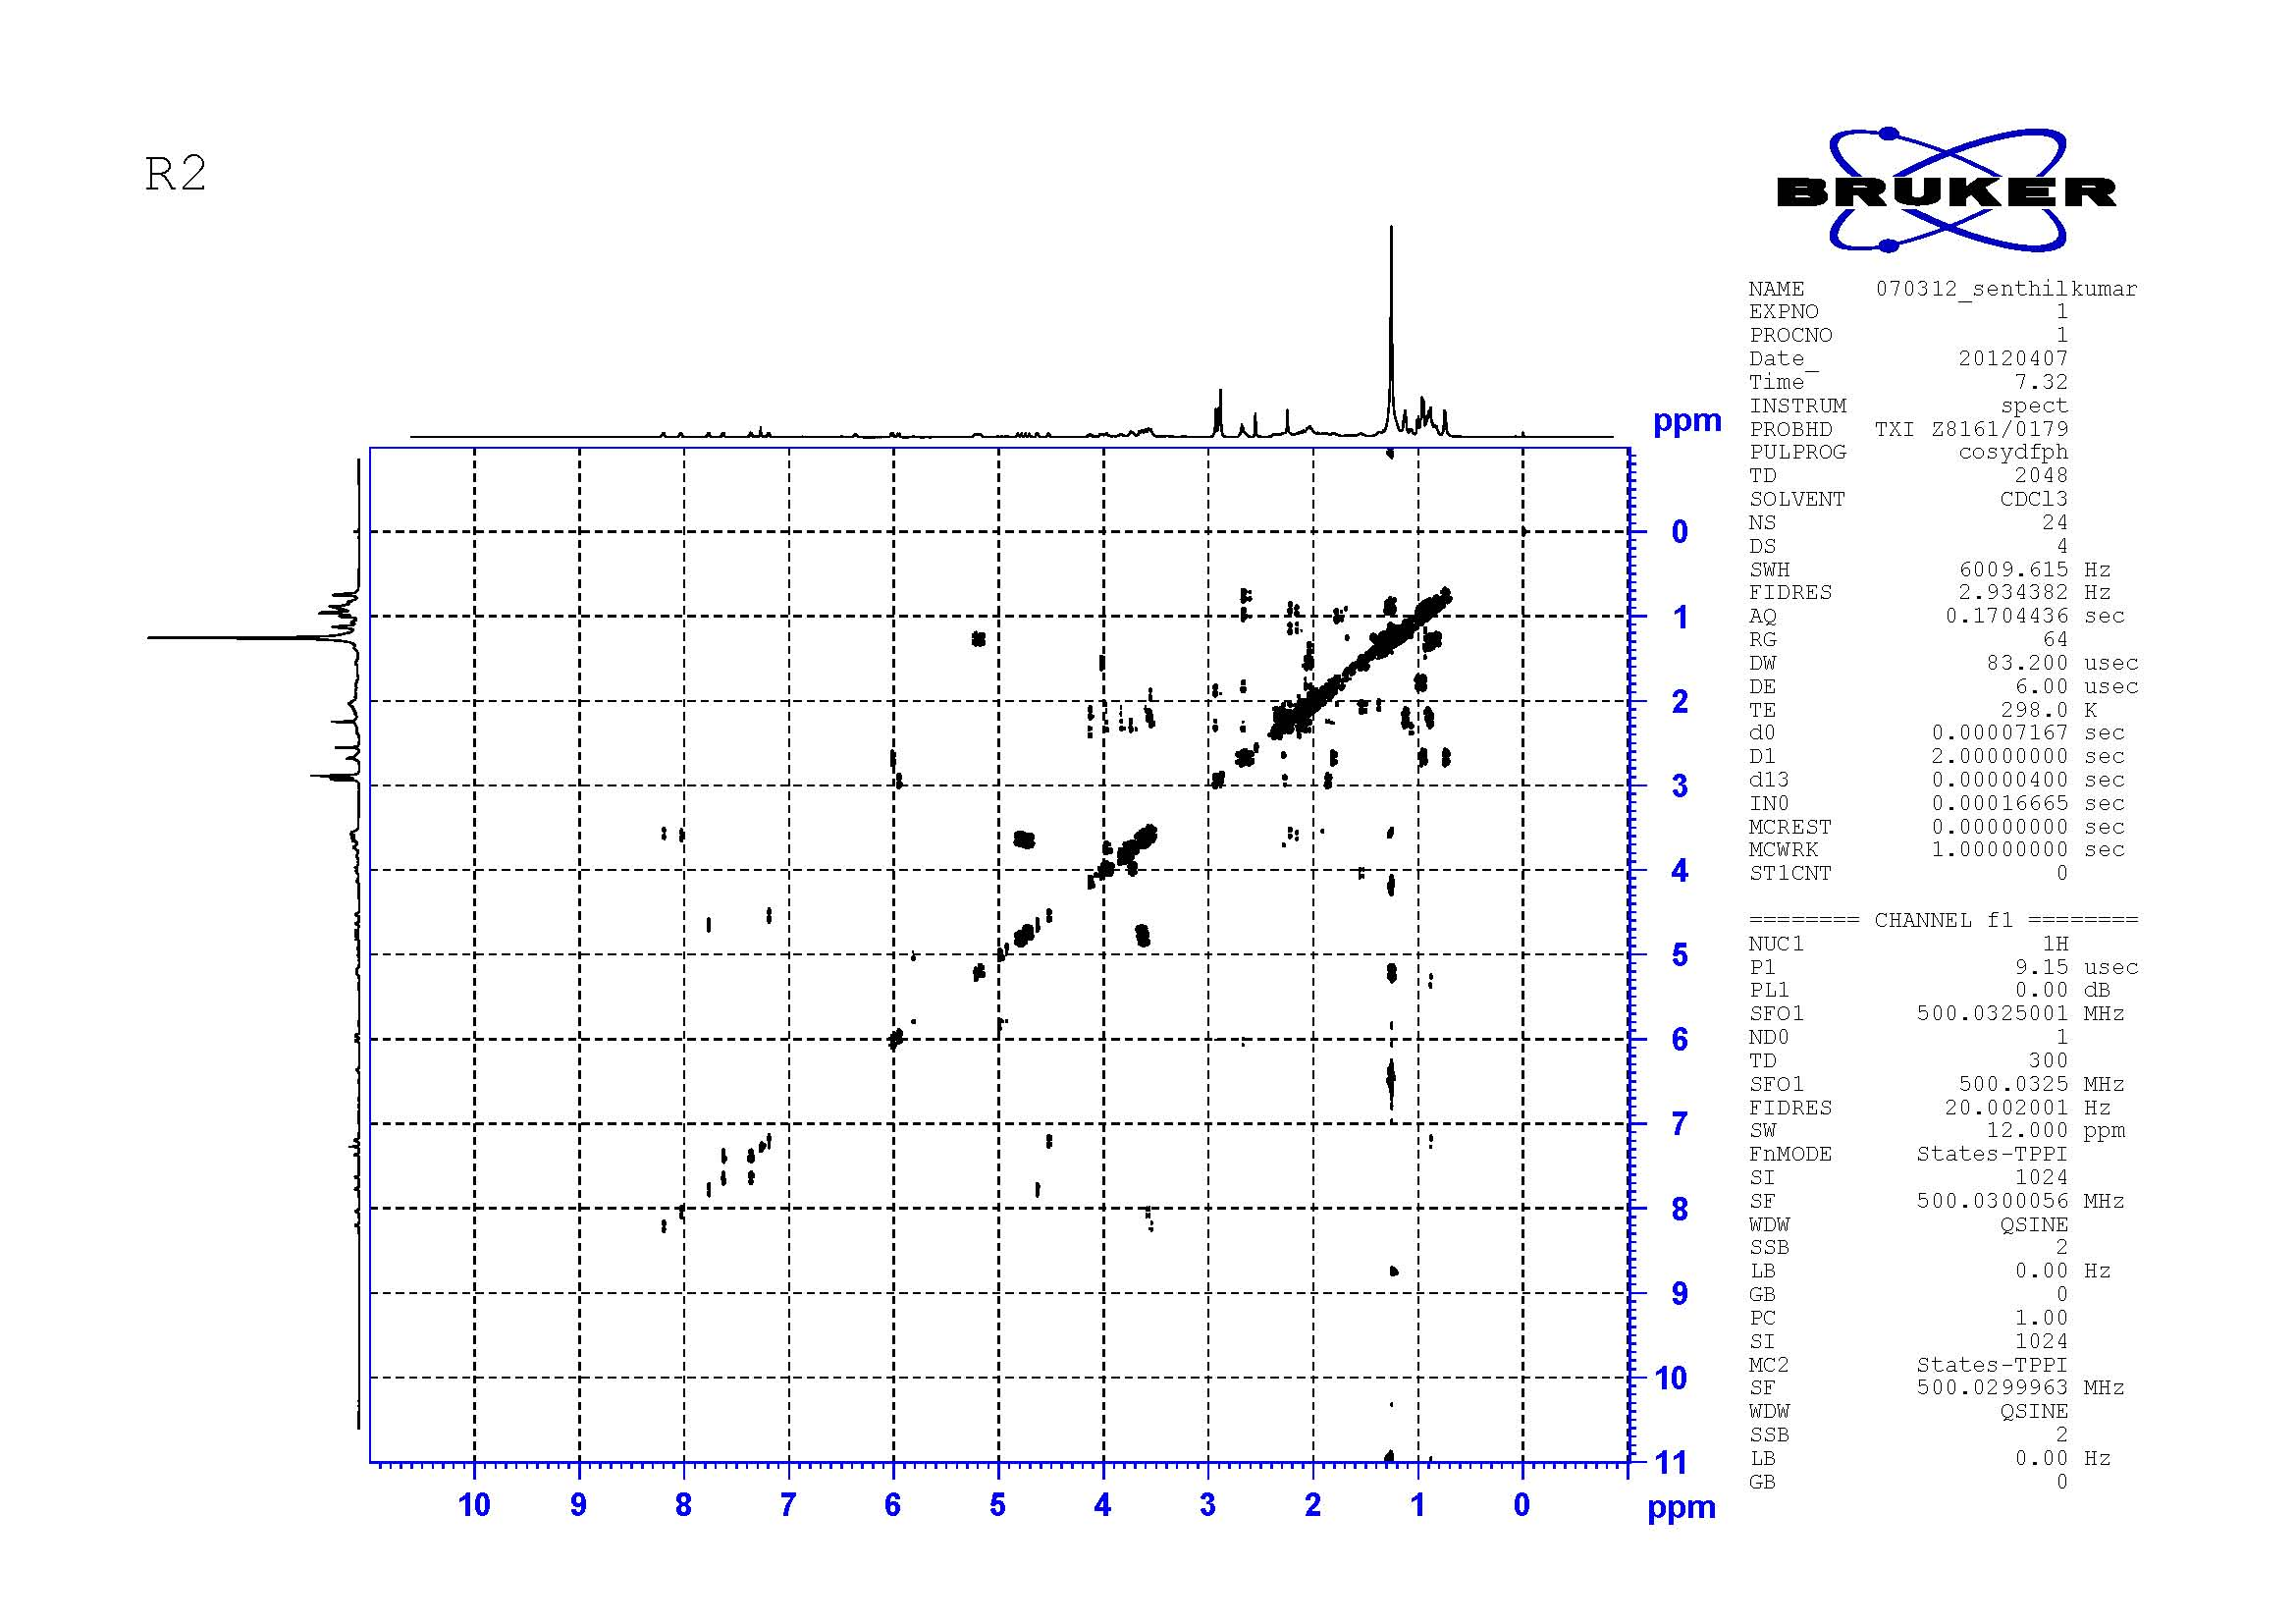 R2
BRUKER
NAME 070312_senthilkumar
EXPNO 1
PROCNO 1
Date_ 20120407
Time 7.32
INSTRUM spect
PROBHD TXI Z8161/0179
PULPROG cosydfph
TD 2048
SOLVENT CDCl3
NS 24
DS 4
SWH 6009.615 Hz
FIDRES 2.934382 Hz
AQ 0.1704436 sec
RG 64
DW 83.200 usec
DE 6.00 usec
TE 298.0 K
d0 0.00007167 sec
D1 2.00000000 sec
d13 0.00000400 sec
IN0 0.00016665 sec
MCREST 0.00000000 sec
MCWRK 1.00000000 sec
ST1CNT 0
======== CHANNEL f1 ========
NUC1 1H
P1 9.15 usec
PL1 0.00 dB
SFO1 500.0325001 MHz
ND0 1
TD 300
SFO1 500.0325 MHz
FIDRES 20.002001 Hz
SW 12.000 ppm
FnMODE States-TPPI
SI 1024
SF 500.0300056 MHz
WDW QSINE
SSB 2
LB 0.00 Hz
GB 0
PC 1.00
SI 1024
MC2 States-TPPI
SF 500.0299963 MHz
WDW QSINE
SSB 2
LB 0.00 Hz
GB 0
ppm
0
1
2
3
4
5
6
7
8
9
10
11
10 9 8 7 6 5 4 3 2 1 0 ppm